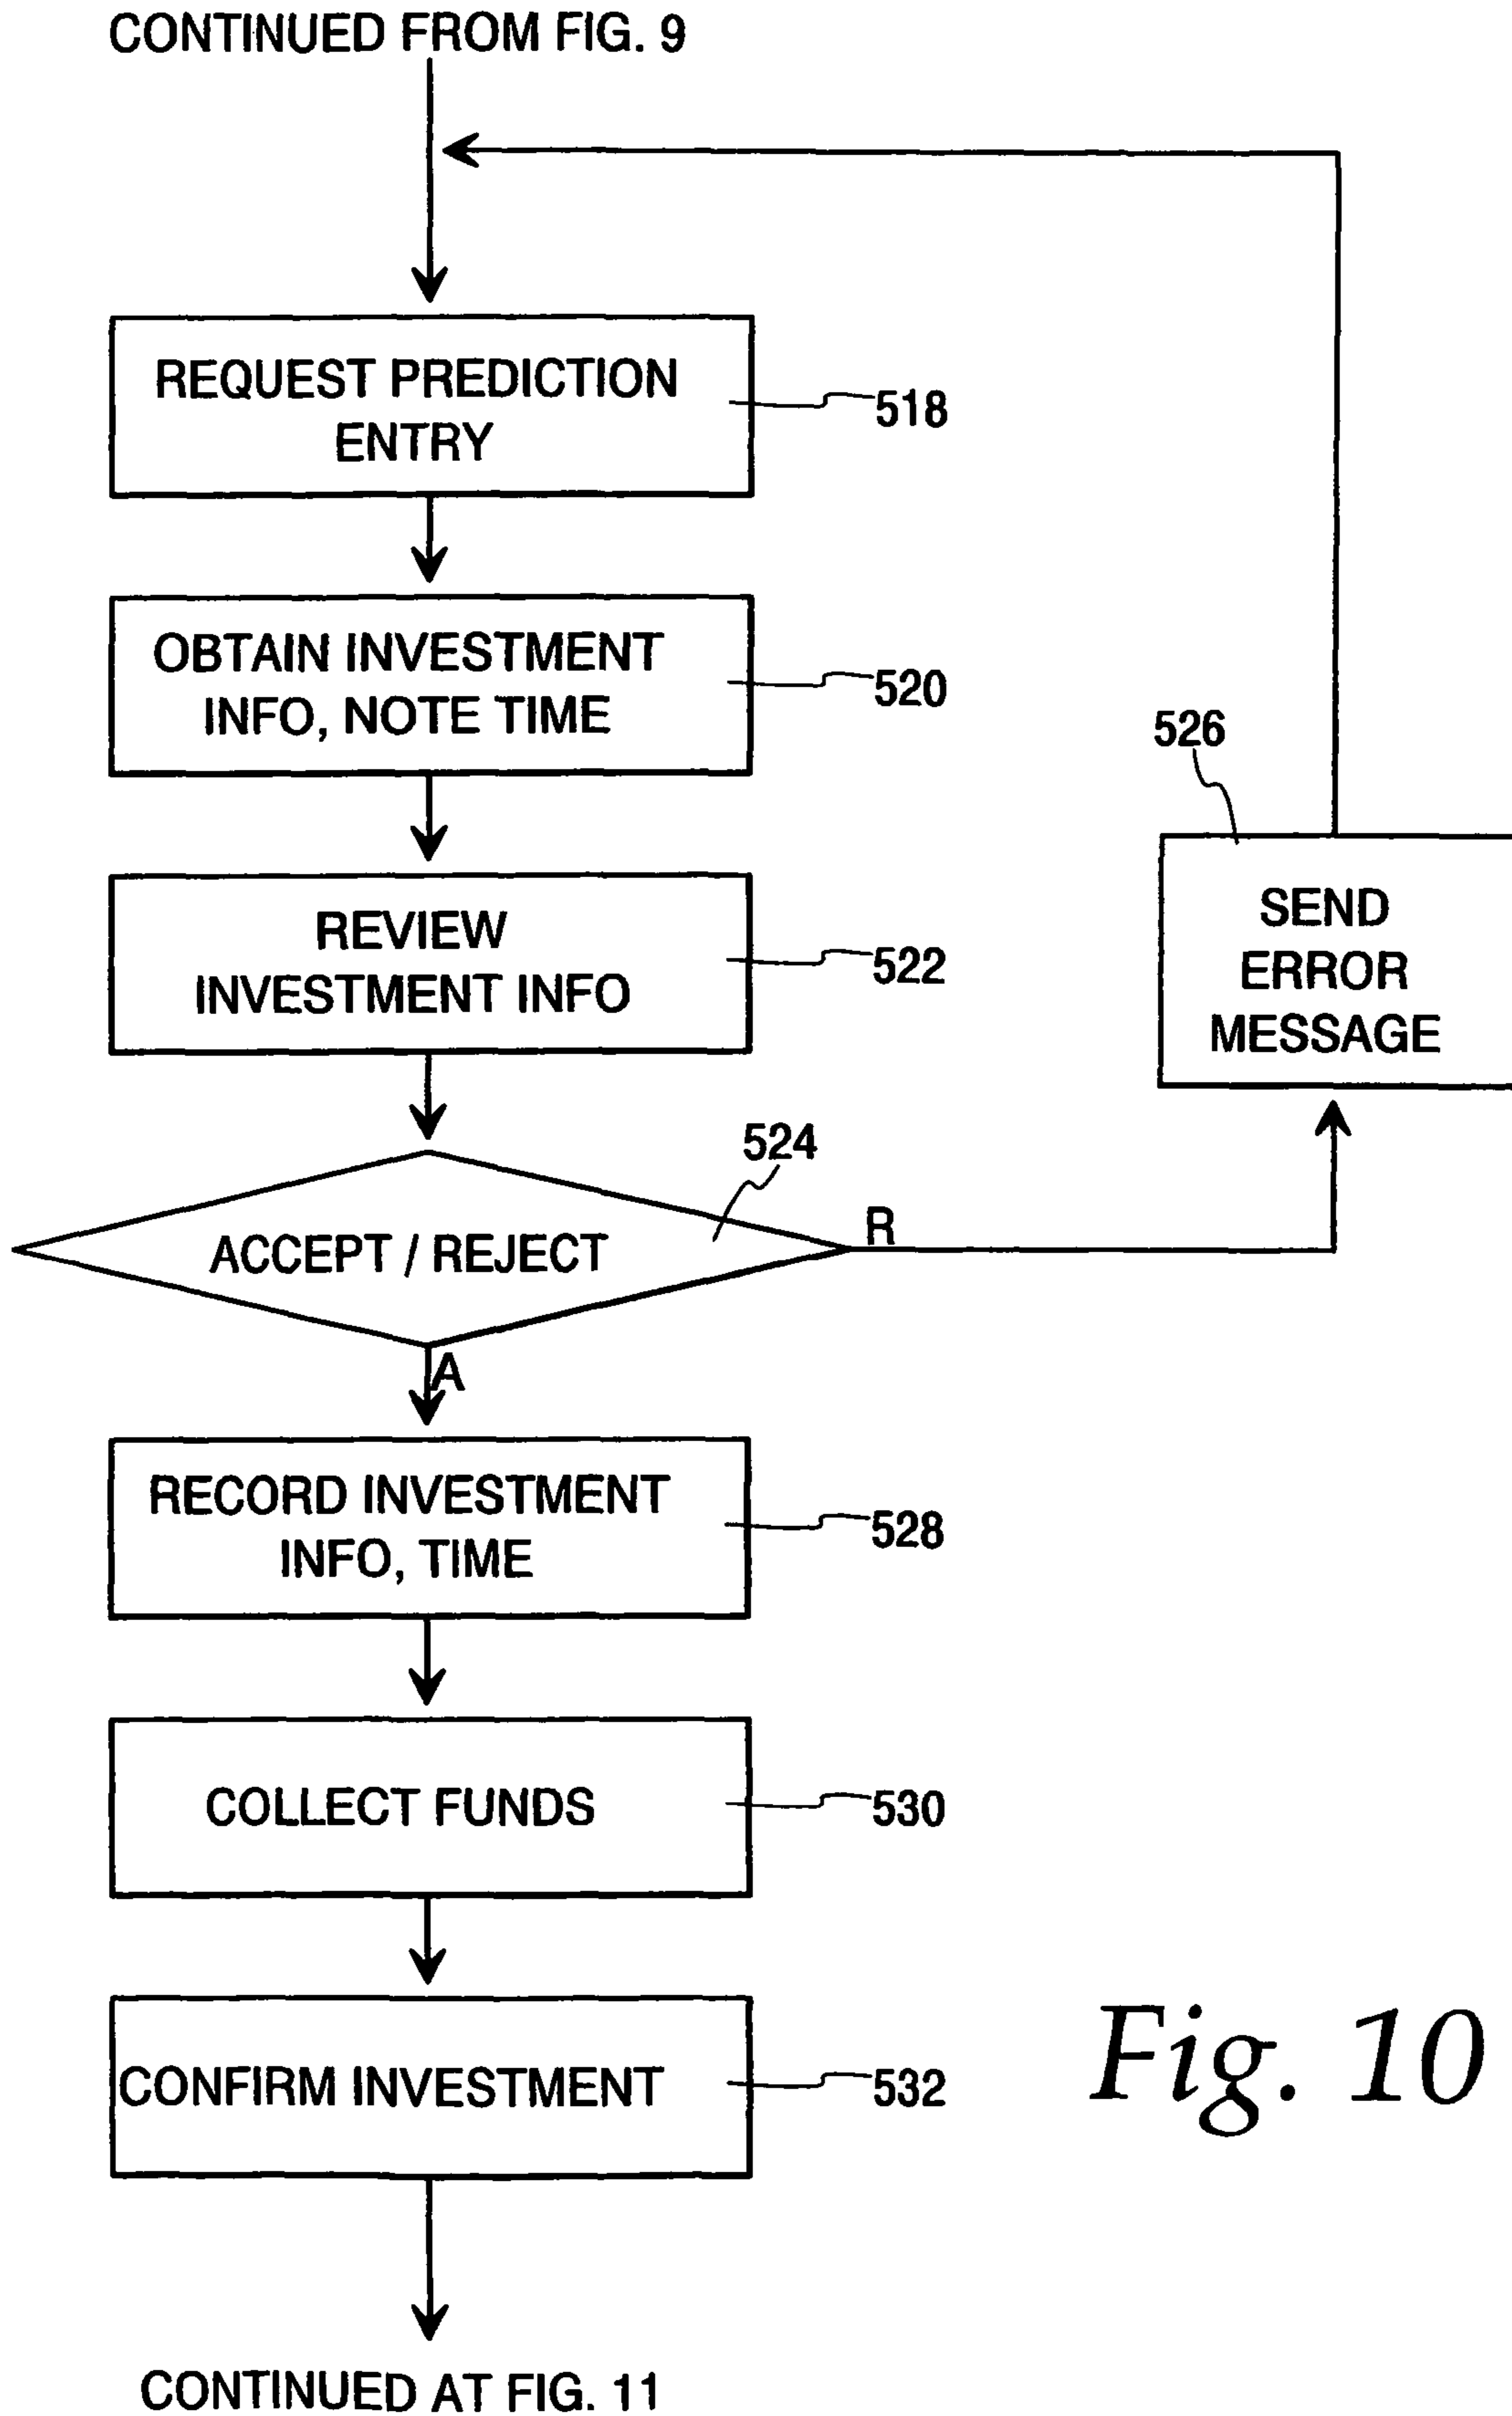 CONTINUED FROM FIG. 9
REQUEST PREDICTION
ENTRY
518
OBTAIN INVESTMENT
INFO, NOTE TIME
520
526
REVIEW
INVESTMENT INFO
522
SEND
ERROR
MESSAGE
524
ACCEPT / REJECT
R
A
RECORD INVESTMENT
INFO, TIME
528
COLLECT FUNDS
530
CONFIRM INVESTMENT
532
Fig. 10
CONTINUED AT FIG. 11